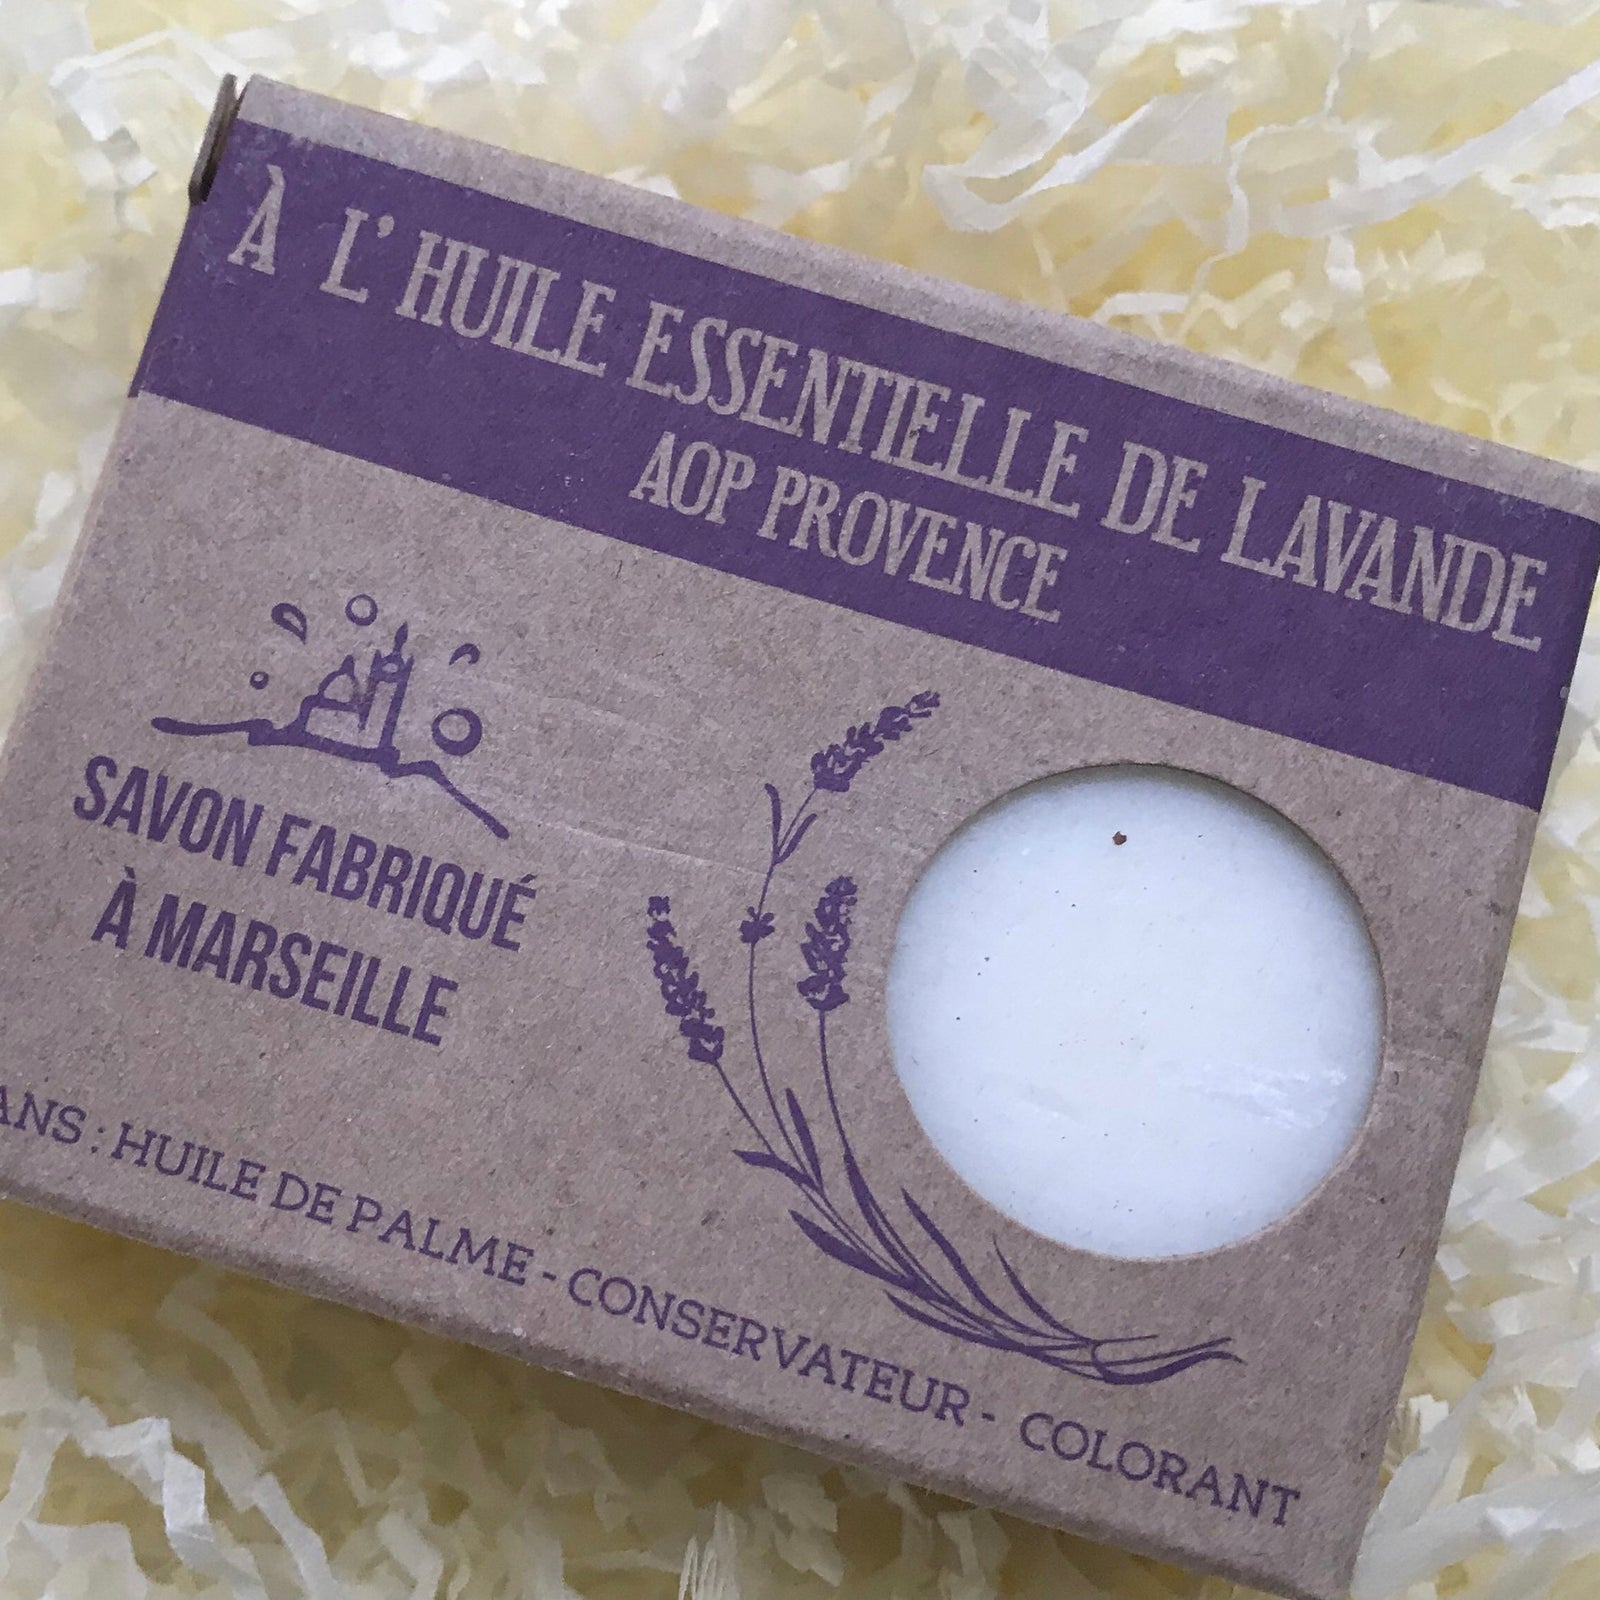 À L'HUILE ESSENTIELLE DE LAVANDE
AOP PROVENCE
SAVON FABRIQUÉ
À MARSEILLE
ANS : HUILE DE PALME - CONSERVATEUR - COLORANT